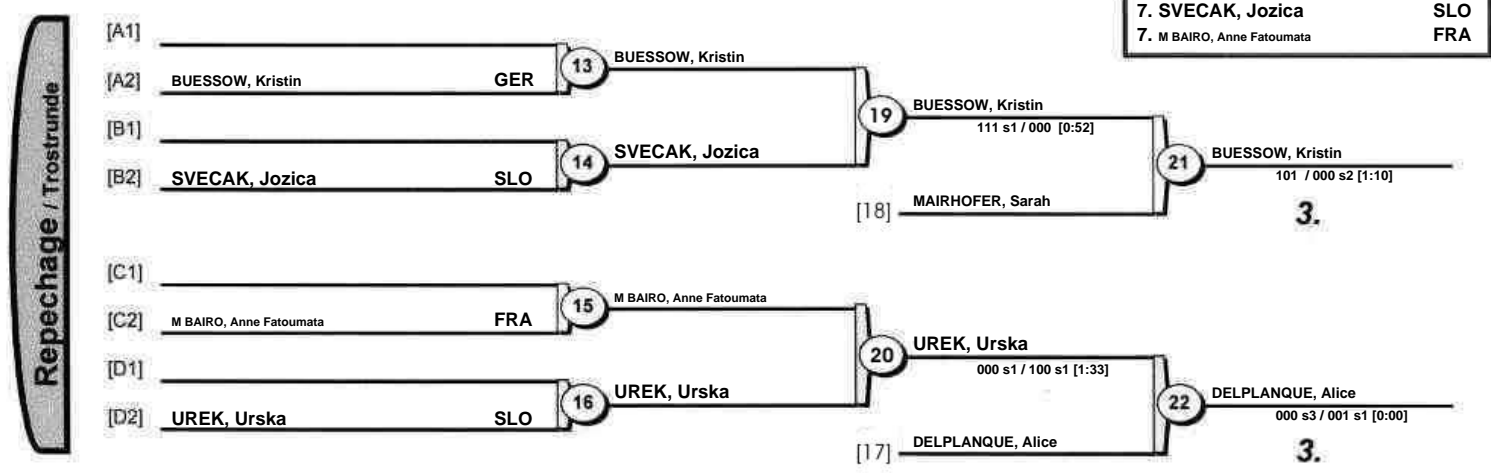 7. SVECAK, Jozica SLO
7. M BAIRO, Anne Fatoumata FRA
Repechage / Trostrunde
[A1]
[A2] BUESSOW, Kristin GER
13
BUESSOW, Kristin
[B1]
[B2] SVECAK, Jozica SLO
14
SVECAK, Jozica
19
BUESSOW, Kristin
111 s1 / 000 [0:52]
[18] MAIRHOFER, Sarah
21
BUESSOW, Kristin
101 / 000 s2 [1:10]
3.
[C1]
[C2] M BAIRO, Anne Fatoumata FRA
15
M BAIRO, Anne Fatoumata
[D1]
[D2] UREK, Urska SLO
16
UREK, Urska
20
UREK, Urska
000 s1 / 100 s1 [1:33]
[17] DELPLANQUE, Alice
22
DELPLANQUE, Alice
000 s3 / 001 s1 [0:00]
3.